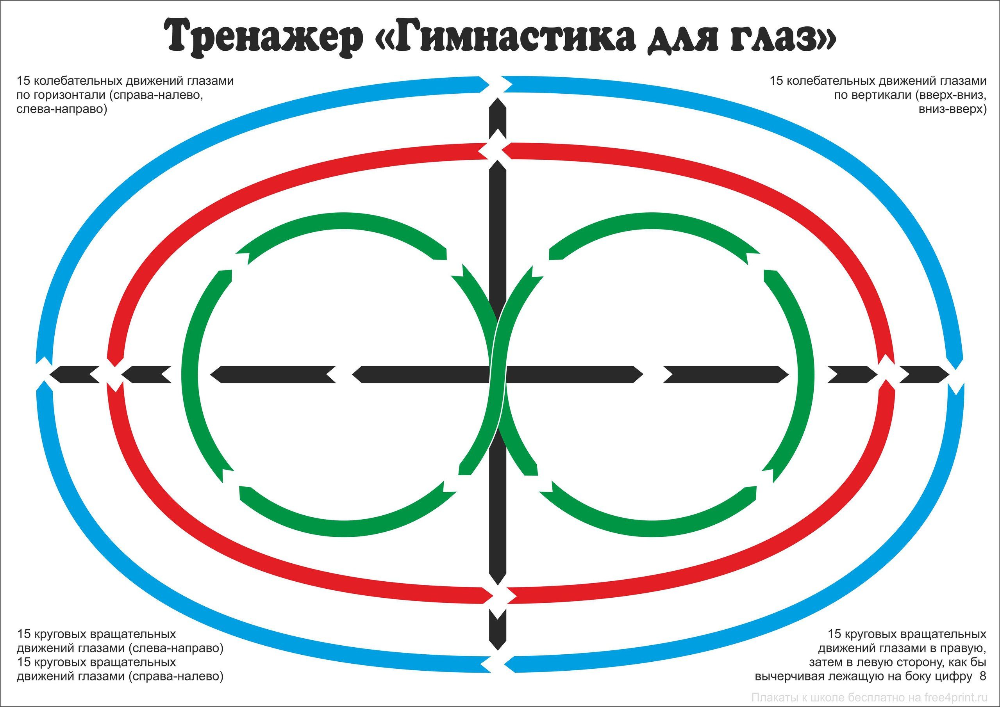 Тренажер «Гимнастика для глаз»
15 колебательных движений глазами
по горизонтали (справа-налево,
слева-направо)
15 колебательных движений глазами
по вертикали (вверх-вниз,
вниз-вверх)
15 круговых вращательных
движений глазами (слева-направо)
15 круговых вращательных
движений глазами (справа-налево)
15 круговых вращательных
движений глазами в правую,
затем в левую сторону, как бы
вычерчивая лежащую на боку цифру 8
Плакаты к школе бесплатно на free4print.ru